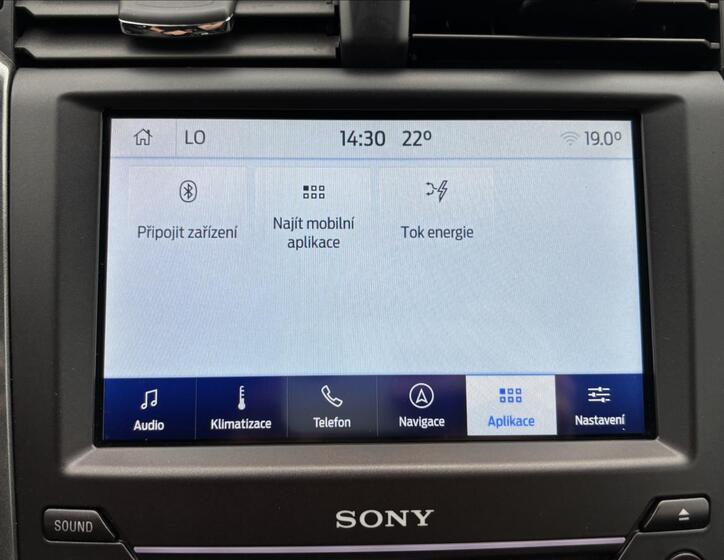 LO 14:30 22° 19.0°
Připojit zařízení
Najít mobilní
aplikace
Tok energie
Audio
Klimatizace
Telefon
Navigace
Aplikace
Nastavení
SOUND
SONY